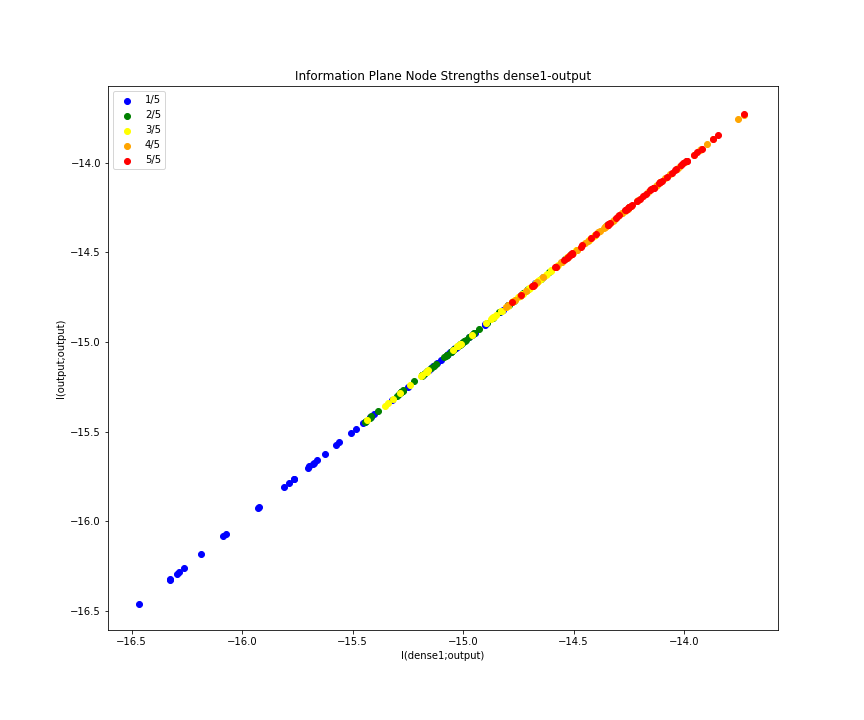 Information Plane Node Strengths dense1-output
1/5
2/5
3/5
4/5
5/5
I(output;output)
−14.0
−14.5
−15.0
−15.5
−16.0
−16.5
−16.5 −16.0 −15.5 −15.0 −14.5 −14.0
I(dense1;output)